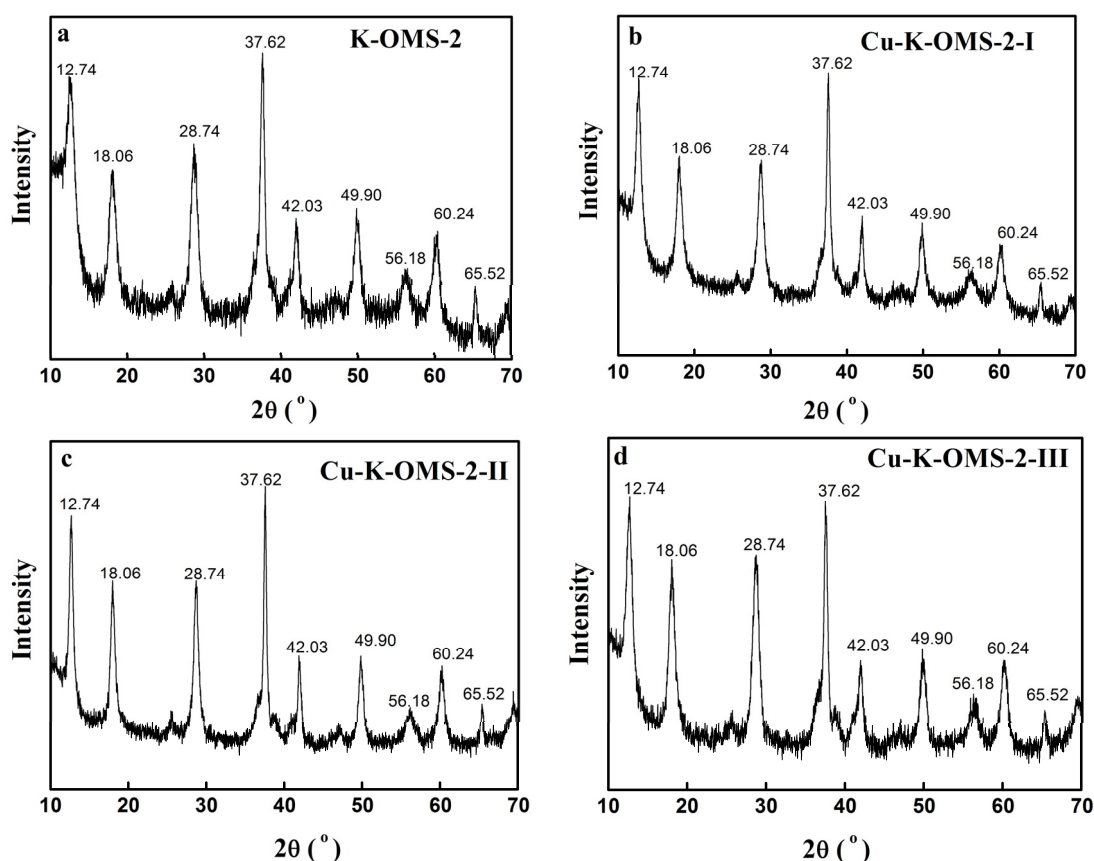 a
K-OMS-2
37.62
12.74
28.74
18.06
49.90
42.03
60.24
56.18
65.52
Intensity
10 20 30 40 50 60 70
2θ ( ° )
b
Cu-K-OMS-2-I
37.62
12.74
18.06
28.74
42.03
49.90
60.24
56.18
65.52
Intensity
10 20 30 40 50 60 70
2θ ( ° )
c
Cu-K-OMS-2-II
37.62
12.74
18.06
28.74
42.03
49.90
60.24
56.18
65.52
Intensity
10 20 30 40 50 60 70
2θ ( ° )
d
Cu-K-OMS-2-III
12.74
37.62
18.06
28.74
42.03
49.90
60.24
56.18
65.52
Intensity
10 20 30 40 50 60 70
2θ ( ° )